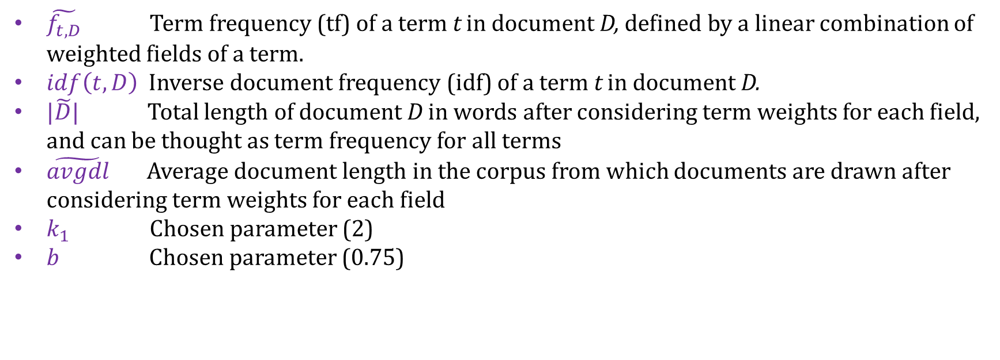 • $\widetilde{f_{t,D}}$ Term frequency (tf) of a term t in document D, defined by a linear combination of
weighted fields of a term.
• idf(t, D) Inverse document frequency (idf) of a term t in document D.
• $|\widetilde{D}|$ Total length of document D in words after considering term weights for each field,
and can be thought as term frequency for all terms
• $\widetilde{avgdl}$ Average document length in the corpus from which documents are drawn after
considering term weights for each field
• $k_1$ Chosen parameter (2)
• b Chosen parameter (0.75)